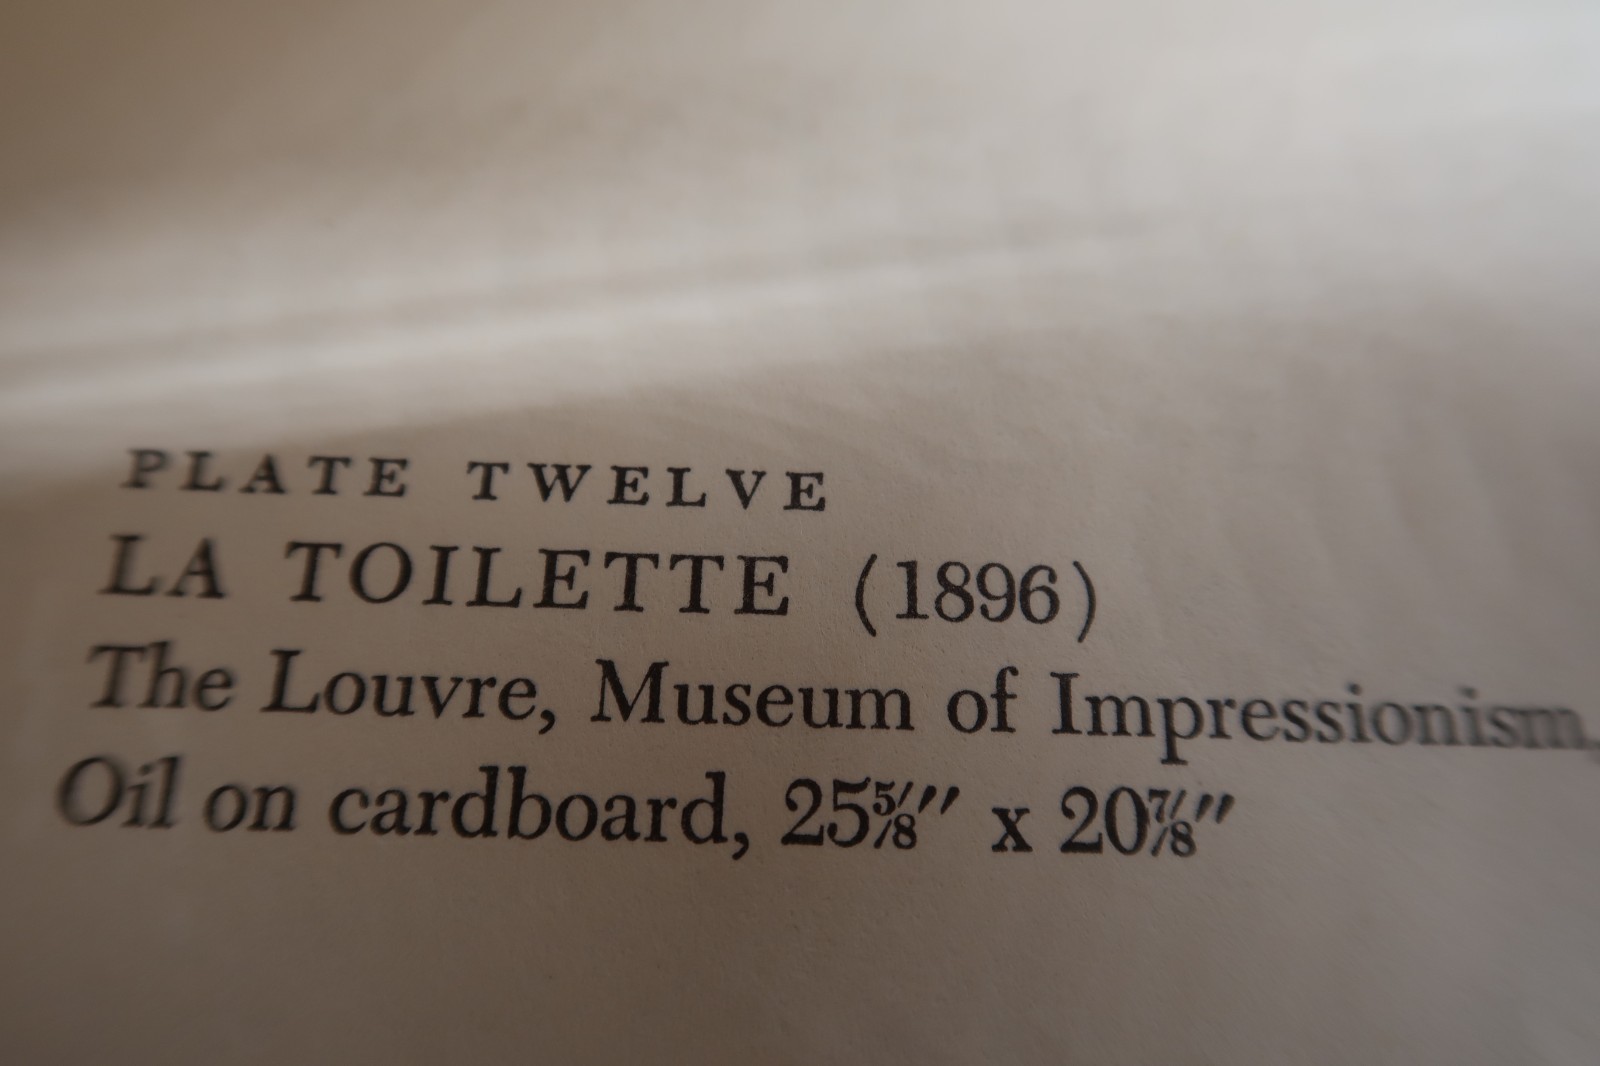 PLATE TWELVE
LA TOILETTE (1896)
The Louvre, Museum of Impressionism,
Oil on cardboard, 25⅝″ x 20⅞″